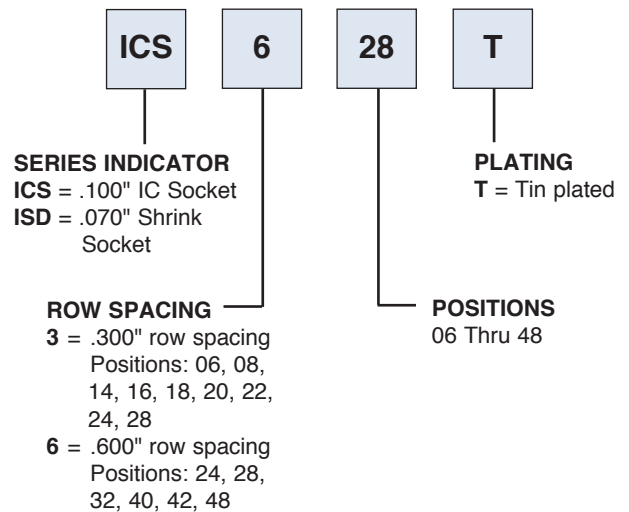 ICS 6 28 T
SERIES INDICATOR
ICS = .100" IC Socket
ISD = .070" Shrink
Socket
PLATING
T = Tin plated
ROW SPACING
3 = .300" row spacing
Positions: 06, 08,
14, 16, 18, 20, 22,
24, 28
6 = .600" row spacing
Positions: 24, 28,
32, 40, 42, 48
POSITIONS
06 Thru 48